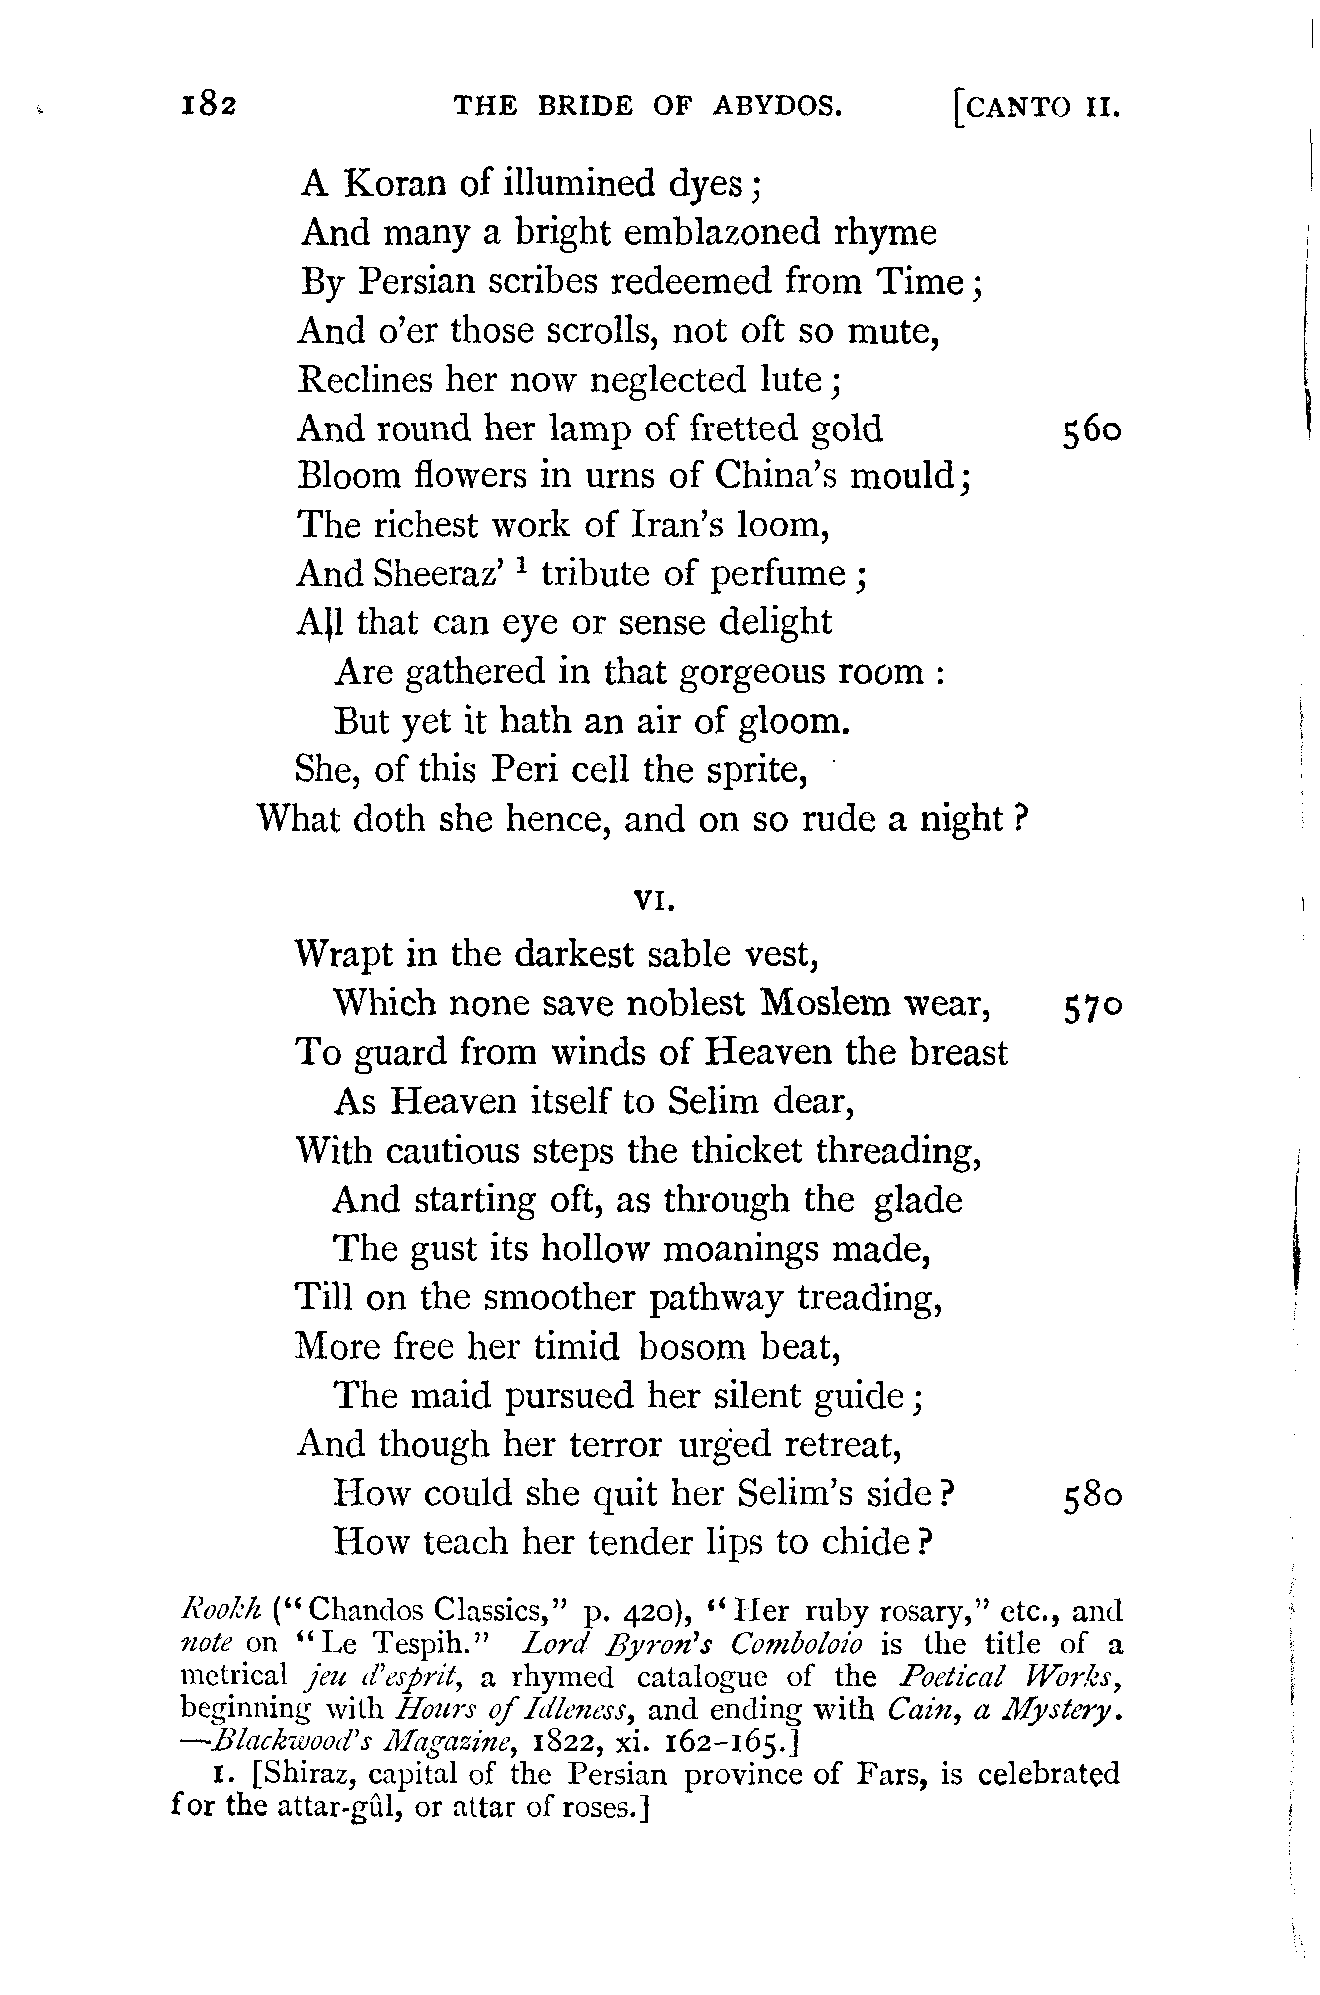 182 THE BRIDE OF ABYDOS. [CANTO II.
A Koran of illumined dyes;
And many a bright emblazoned rhyme
By Persian scribes redeemed from Time;
And o'er those scrolls, not oft so mute,
Reclines her now neglected lute;
And round her lamp of fretted gold 560
Bloom flowers in urns of China's mould;
The richest work of Iran's loom,
And Sheeraz' 1 tribute of perfume;
All that can eye or sense delight
Are gathered in that gorgeous room:
But yet it hath an air of gloom.
She, of this Peri cell the sprite,
What doth she hence, and on so rude a night?
VI.
Wrapt in the darkest sable vest,
Which none save noblest Moslem wear, 570
To guard from winds of Heaven the breast
As Heaven itself to Selim dear,
With cautious steps the thicket threading,
And starting oft, as through the glade
The gust its hollow moanings made,
Till on the smoother pathway treading,
More free her timid bosom beat,
The maid pursued her silent guide;
And though her terror urged retreat,
How could she quit her Selim's side? 580
How teach her tender lips to chide?
Rookh ("Chandos Classics," p. 420), "Her ruby rosary," etc., and
note on "Le Tespih." Lord Byron's Comboloio is the title of a
metrical jeu d'esprit, a rhymed catalogue of the Poetical Works,
beginning with Hours of Idleness, and ending with Cain, a Mystery.
—Blackwood's Magazine, 1822, xi. 162-165.]
1. [Shiraz, capital of the Persian province of Fars, is celebrated
for the attar-gûl, or attar of roses.]